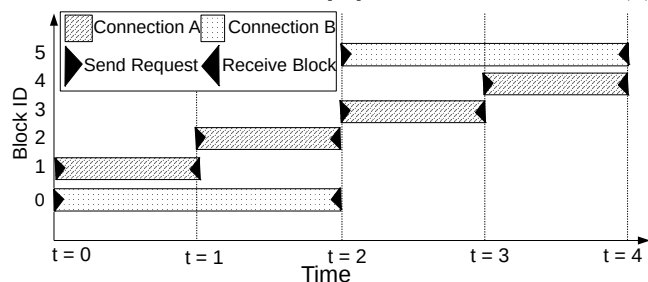 Connection A Connection B
Send Request Receive Block
Block ID
5
4
3
2
1
0
t = 0 t = 1 t = 2 t = 3 t = 4
Time